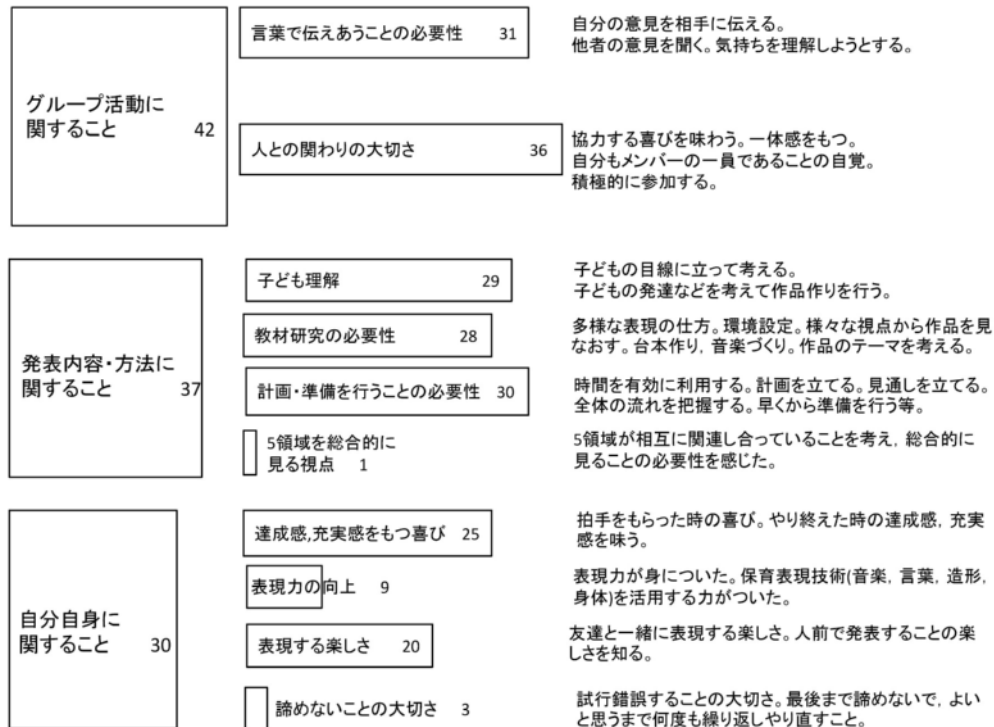 グループ活動に
関すること 42
言葉で伝えあうことの必要性 31
自分の意見を相手に伝える。
他者の意見を聞く。気持ちを理解しようとする。
人との関わりの大切さ 36
協力する喜びを味わう。一体感をもつ。
自分もメンバーの一員であることの自覚。
積極的に参加する。
発表内容・方法に
関すること 37
子ども理解 29
子どもの目線に立って考える。
子どもの発達などを考えて作品作りを行う。
教材研究の必要性 28
多様な表現の仕方。環境設定。様々な視点から作品を見
なおす。台本作り，音楽づくり。作品のテーマを考える。
計画・準備を行うことの必要性 30
時間を有効に利用する。計画を立てる。見通しを立てる。
全体の流れを把握する。早くから準備を行う等。
5領域を総合的に
見る視点 1
5領域が相互に関連し合っていることを考え，総合的に
見ることの必要性を感じた。
自分自身に
関すること 30
達成感,充実感をもつ喜び 25
拍手をもらった時の喜び。やり終えた時の達成感，充実
感を味う。
表現力の向上 9
表現力が身についた。保育表現技術(音楽，言葉，造形，
身体)を活用する力がついた。
表現する楽しさ 20
友達と一緒に表現する楽しさ。人前で発表することの楽
しさを知る。
諦めないことの大切さ 3
試行錯誤することの大切さ。最後まで諦めないで，よい
と思うまで何度も繰り返しやり直すこと。